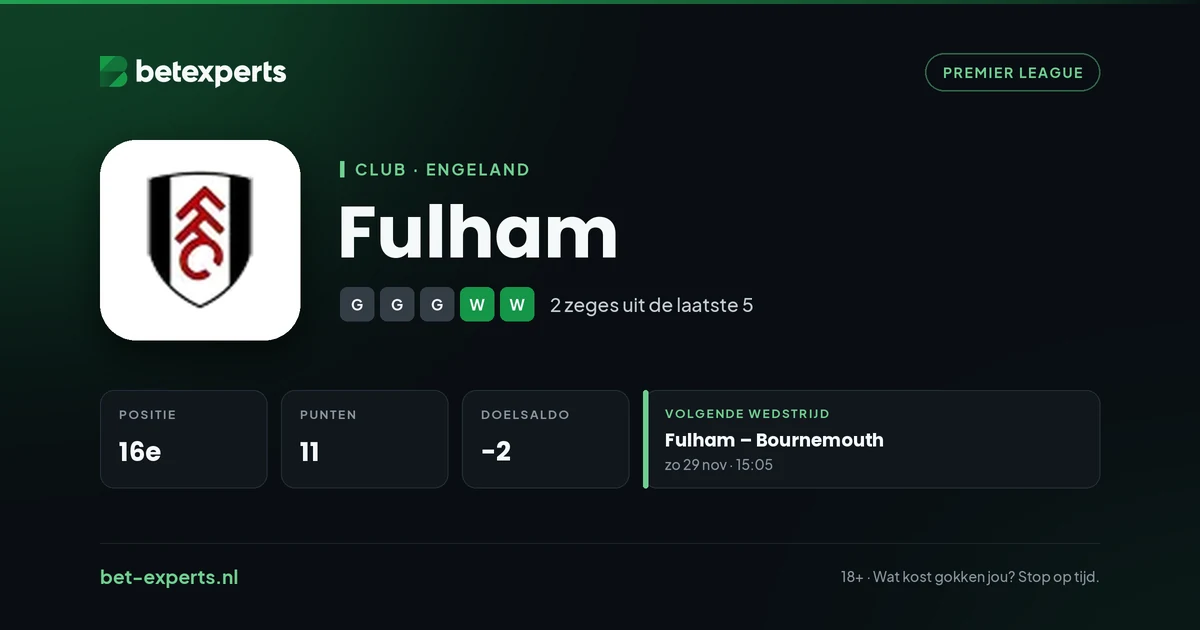 betexperts
PREMIER LEAGUE
FFC
CLUB · ENGELAND
Fulham
G G G W W 2 zeges uit de laatste 5
POSITIE
16e
PUNTEN
11
DOELSALDO
-2
VOLGENDE WEDSTRIJD
Fulham – Bournemouth
zo 29 nov · 15:05
bet-experts.nl
18+ · Wat kost gokken jou? Stop op tijd.